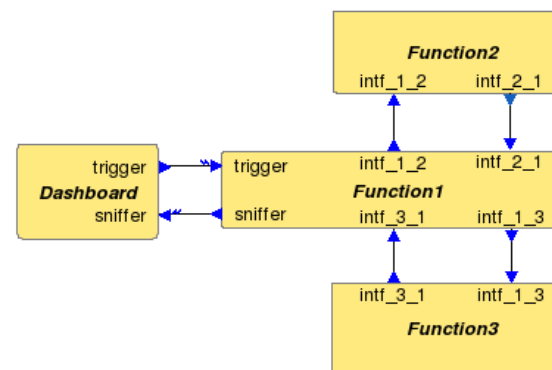 Function2
intf_1_2 intf_2_1
trigger trigger intf_1_2 intf_2_1
Dashboard Function1
sniffer sniffer intf_3_1 intf_1_3
intf_3_1 intf_1_3
Function3